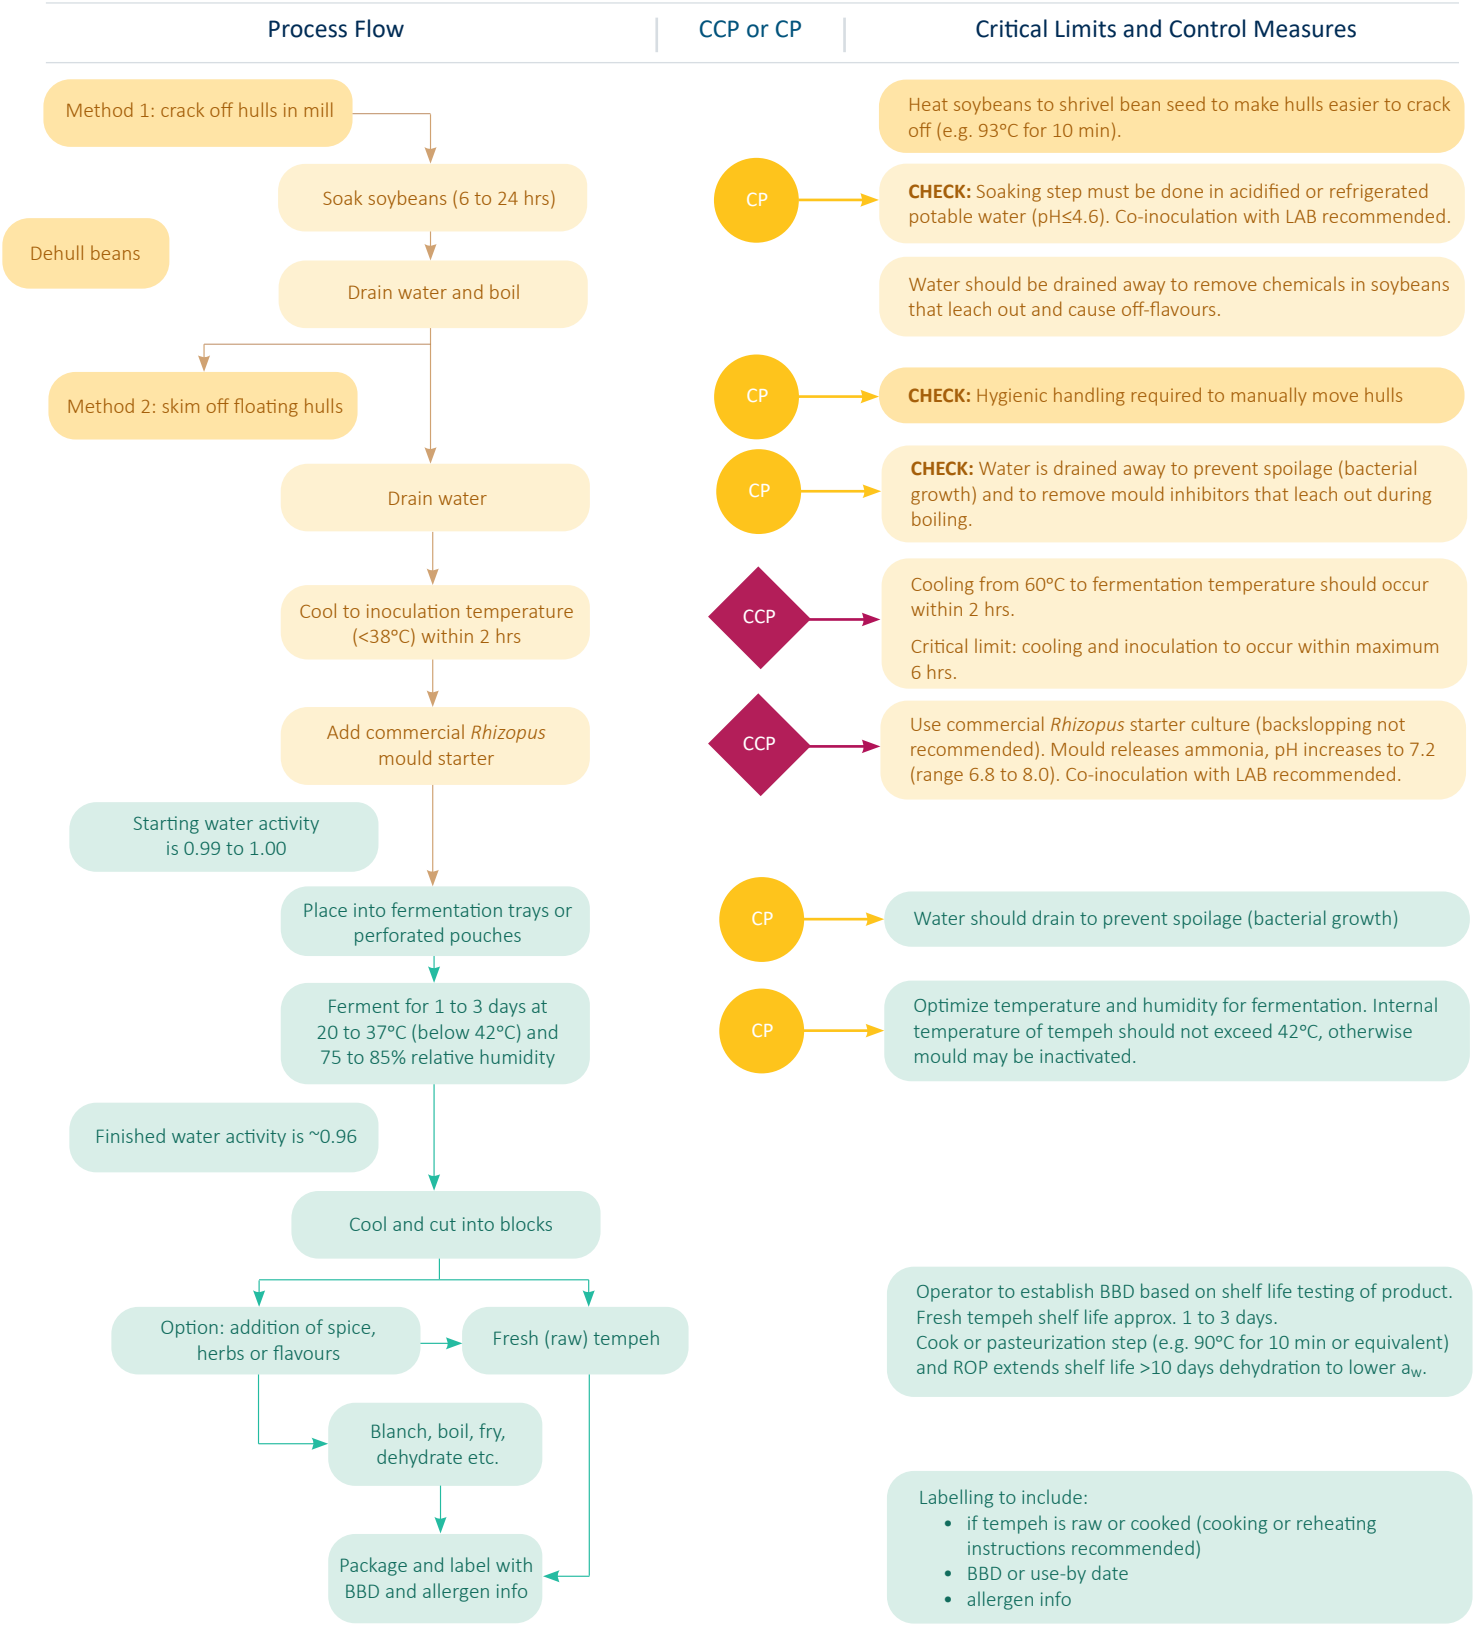 Process Flow
CCP or CP
Critical Limits and Control Measures
Method 1: crack off hulls in mill
Heat soybeans to shrivel bean seed to make hulls easier to crack
off (e.g. 93ºC for 10 min).
Soak soybeans (6 to 24 hrs)
CP
CHECK: Soaking step must be done in acidified or refrigerated
potable water (pH≤4.6). Co-inoculation with LAB recommended.
Dehull beans
Drain water and boil
Water should be drained away to remove chemicals in soybeans
that leach out and cause off-flavours.
Method 2: skim off floating hulls
CP
CHECK: Hygienic handling required to manually move hulls
Drain water
CP
CHECK: Water is drained away to prevent spoilage (bacterial
growth) and to remove mould inhibitors that leach out during
boiling.
Cool to inoculation temperature
(<38ºC) within 2 hrs
CCP
Cooling from 60ºC to fermentation temperature should occur
within 2 hrs.
Critical limit: cooling and inoculation to occur within maximum
6 hrs.
Add commercial Rhizopus
mould starter
CCP
Use commercial Rhizopus starter culture (backslopping not
recommended). Mould releases ammonia, pH increases to 7.2
(range 6.8 to 8.0). Co-inoculation with LAB recommended.
Starting water activity
is 0.99 to 1.00
Place into fermentation trays or
perforated pouches
CP
Water should drain to prevent spoilage (bacterial growth)
Ferment for 1 to 3 days at
20 to 37ºC (below 42ºC) and
75 to 85% relative humidity
CP
Optimize temperature and humidity for fermentation. Internal
temperature of tempeh should not exceed 42ºC, otherwise
mould may be inactivated.
Finished water activity is ~0.96
Cool and cut into blocks
Option: addition of spice,
herbs or flavours
Fresh (raw) tempeh
Operator to establish BBD based on shelf life testing of product.
Fresh tempeh shelf life approx. 1 to 3 days.
Cook or pasteurization step (e.g. 90ºC for 10 min or equivalent)
and ROP extends shelf life >10 days dehydration to lower aw.
Blanch, boil, fry,
dehydrate etc.
Package and label with
BBD and allergen info
Labelling to include:
• if tempeh is raw or cooked (cooking or reheating
instructions recommended)
• BBD or use-by date
• allergen info